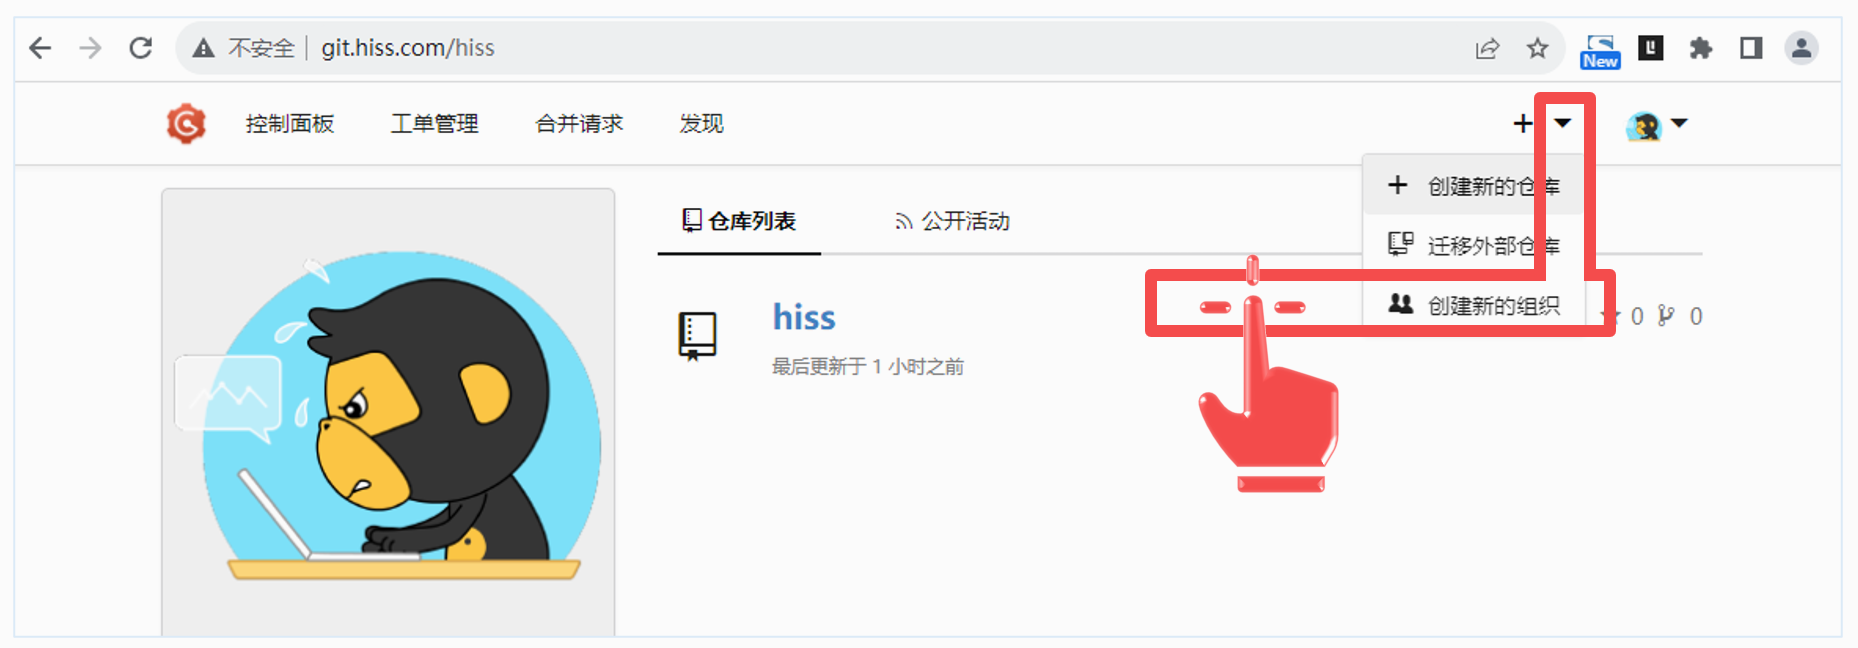 不安全 git.hiss.com/hiss
New
控制面板 工单管理 合并请求 发现
创建新的仓库
仓库列表 公开活动
迁移外部仓库
创建新的组织
hiss
0 0
最后更新于 1 小时之前